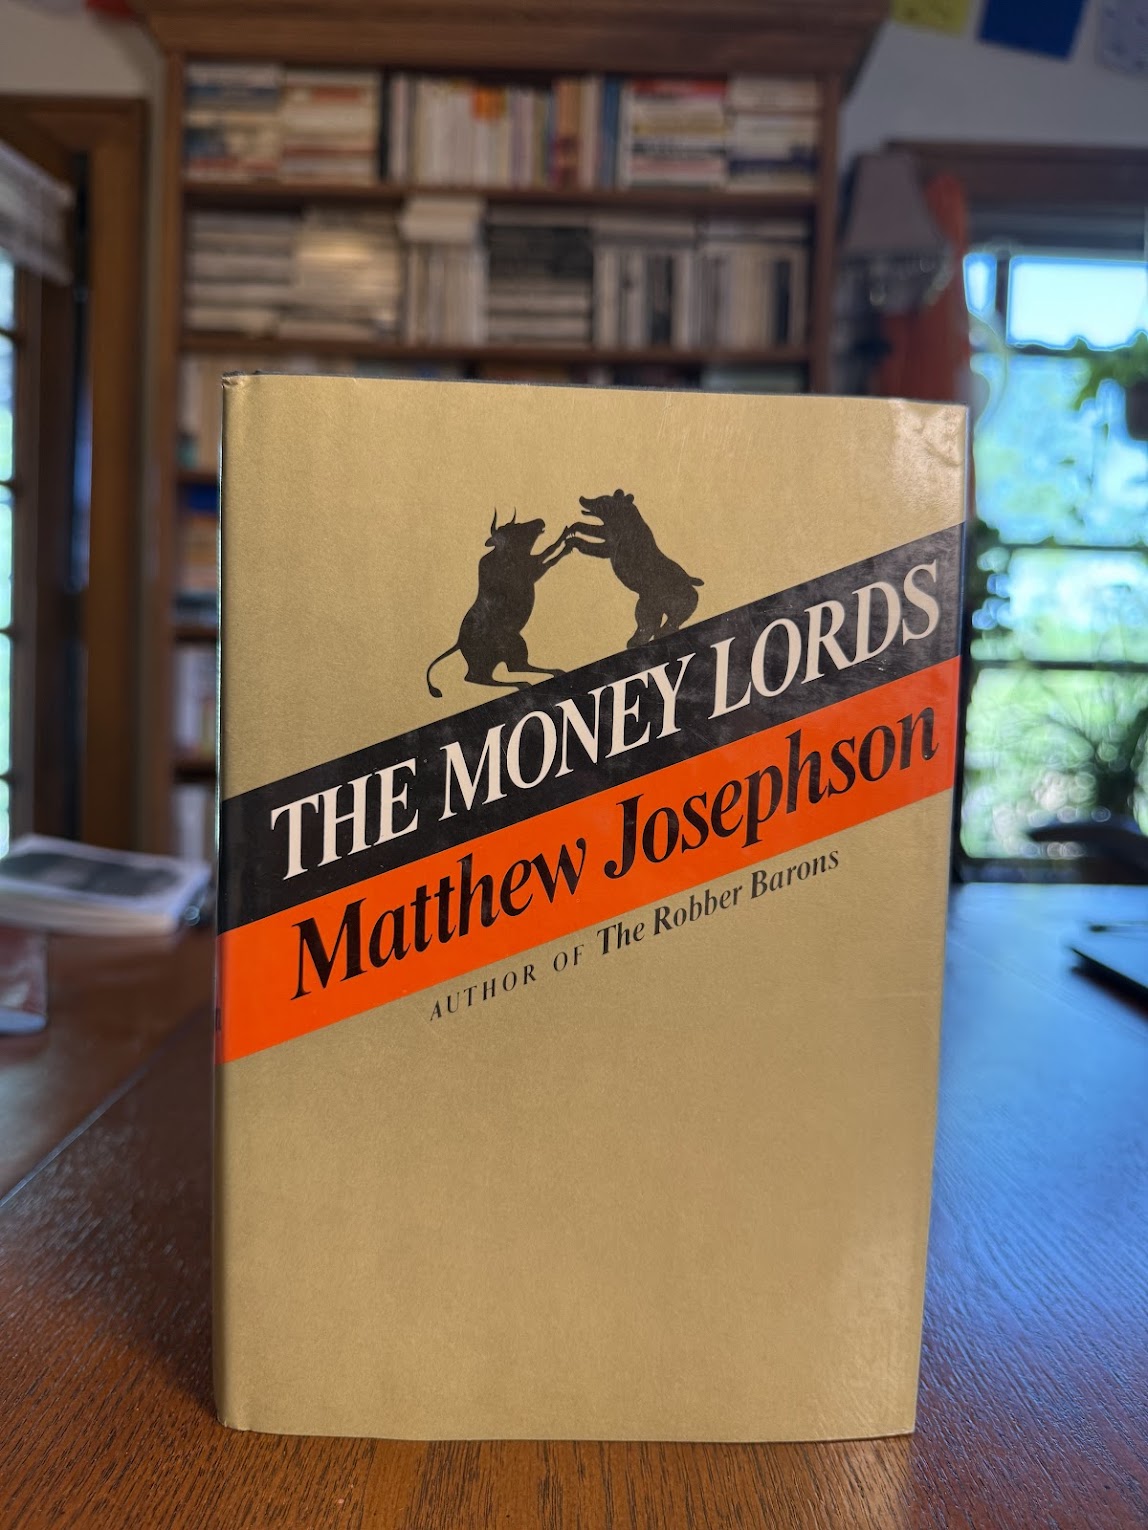 THE MONEY LORDS
Matthew Josephson
AUTHOR OF The Robber Barons